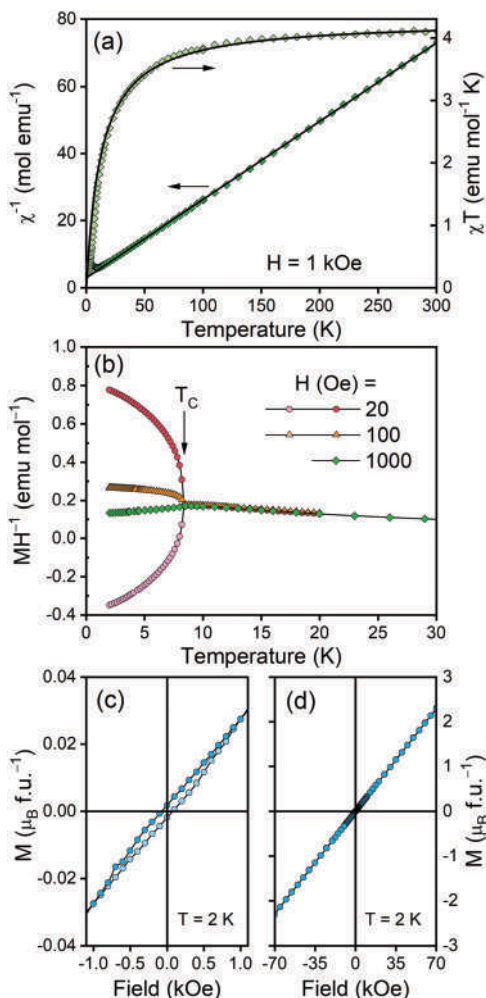 (a)
χ⁻¹ (mol emu⁻¹)
80
60
40
20
0
χT (emu mol⁻¹ K)
4
3
2
1
0
H = 1 kOe
0 50 100 150 200 250 300
Temperature (K)
(b)
MH⁻¹ (emu mol⁻¹)
1.0
0.8
0.6
0.4
0.2
0.0
-0.2
-0.4
T_C
H (Oe) =
20
100
1000
0 5 10 15 20 25 30
Temperature (K)
(c)
M (μ_B f.u.⁻¹)
0.04
0.02
0.00
-0.02
-0.04
T = 2 K
-1.0 -0.5 0.0 0.5 1.0
Field (kOe)
(d)
3
2
1
0
-1
-2
-3
M (μ_B f.u.⁻¹)
T = 2 K
-70 -35 0 35 70
Field (kOe)